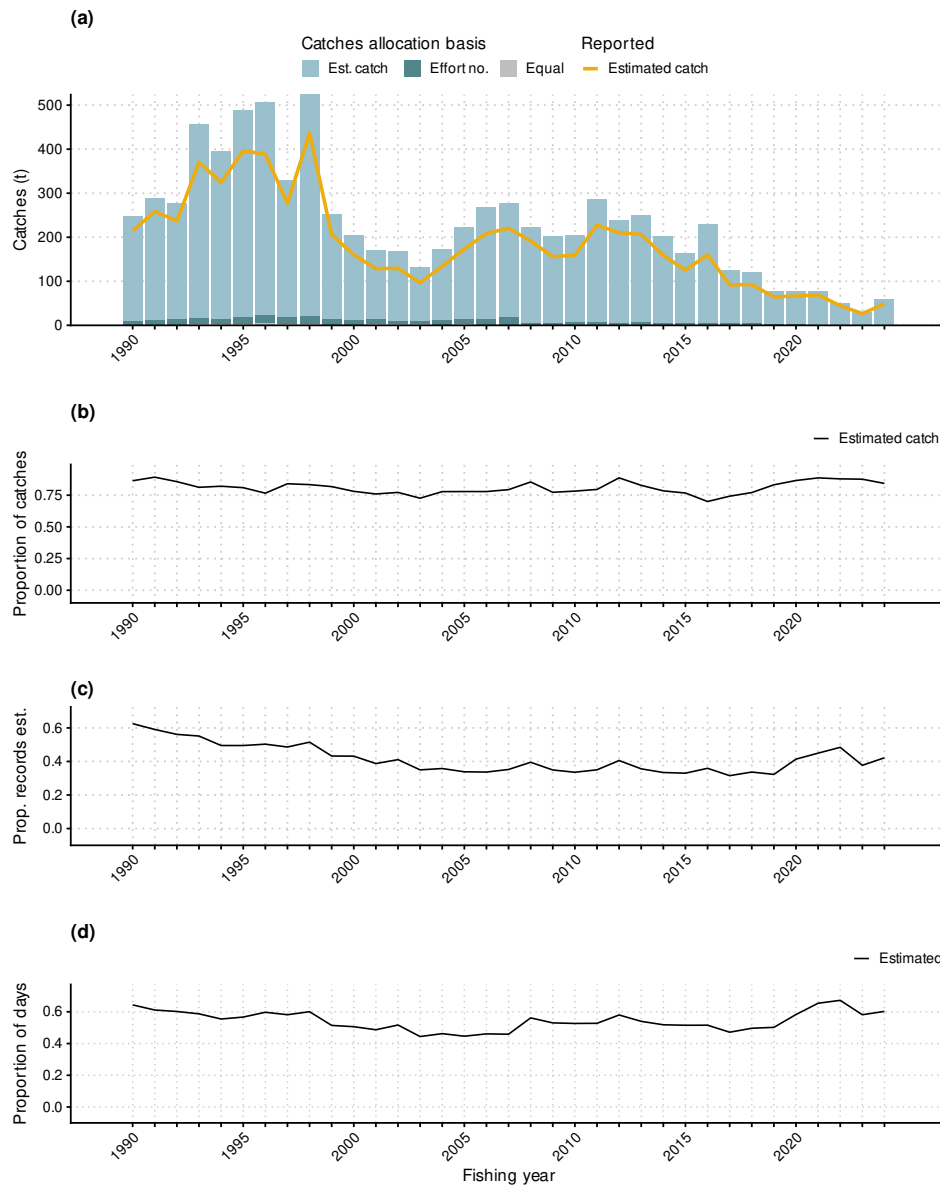 (a)
Catches allocation basis Reported
Est. catch Effort no. Equal Estimated catch
Catches (t)
500
400
300
200
100
0
1990 1995 2000 2005 2010 2015 2020
(b)
Estimated catch
Proportion of catches
0.75
0.50
0.25
0.00
1990 1995 2000 2005 2010 2015 2020
(c)
Prop. records est.
0.6
0.4
0.2
0.0
1990 1995 2000 2005 2010 2015 2020
(d)
Estimated
Proportion of days
0.6
0.4
0.2
0.0
1990 1995 2000 2005 2010 2015 2020
Fishing year